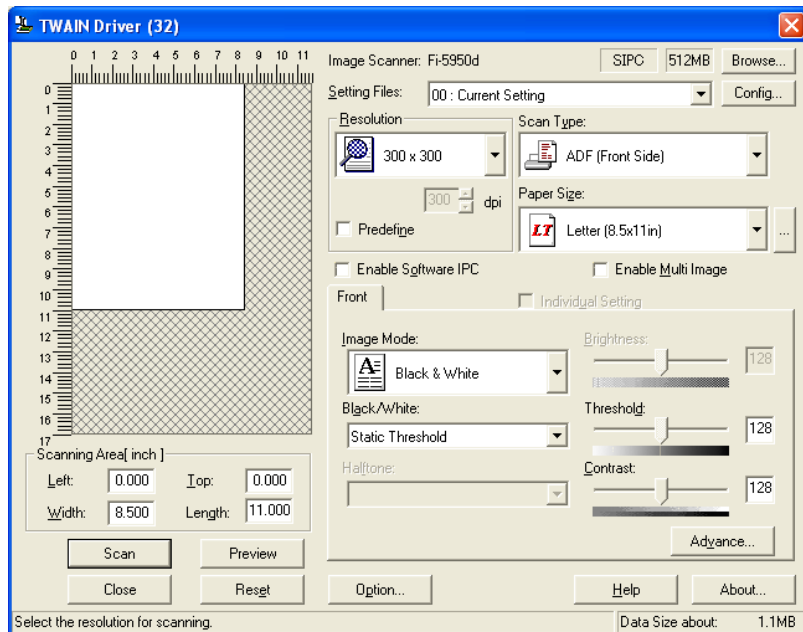 TWAIN Driver (32)
0 1 2 3 4 5 6 7 8 9 10 11
0
1
2
3
4
5
6
7
8
9
10
11
12
13
14
15
16
17
Image Scanner: Fi-5950d SIPC 512MB Browse...
Setting Files: 00 : Current Setting Config...
Resolution
300 x 300
300 dpi
Predefine
Scan Type:
ADF (Front Side)
Paper Size:
LT Letter (8.5x11in) ...
Enable Software IPC Enable Multi Image
Front Individual Setting
Image Mode:
A Black & White
Black/White:
Static Threshold
Halftone:
Brightness:
128
Threshold:
128
Contrast:
128
Advance...
Scanning Area[ inch ]
Left: 0.000 Top: 0.000
Width: 8.500 Length: 11.000
Scan Preview
Close Reset Option... Help About...
Select the resolution for scanning. Data Size about: 1.1MB